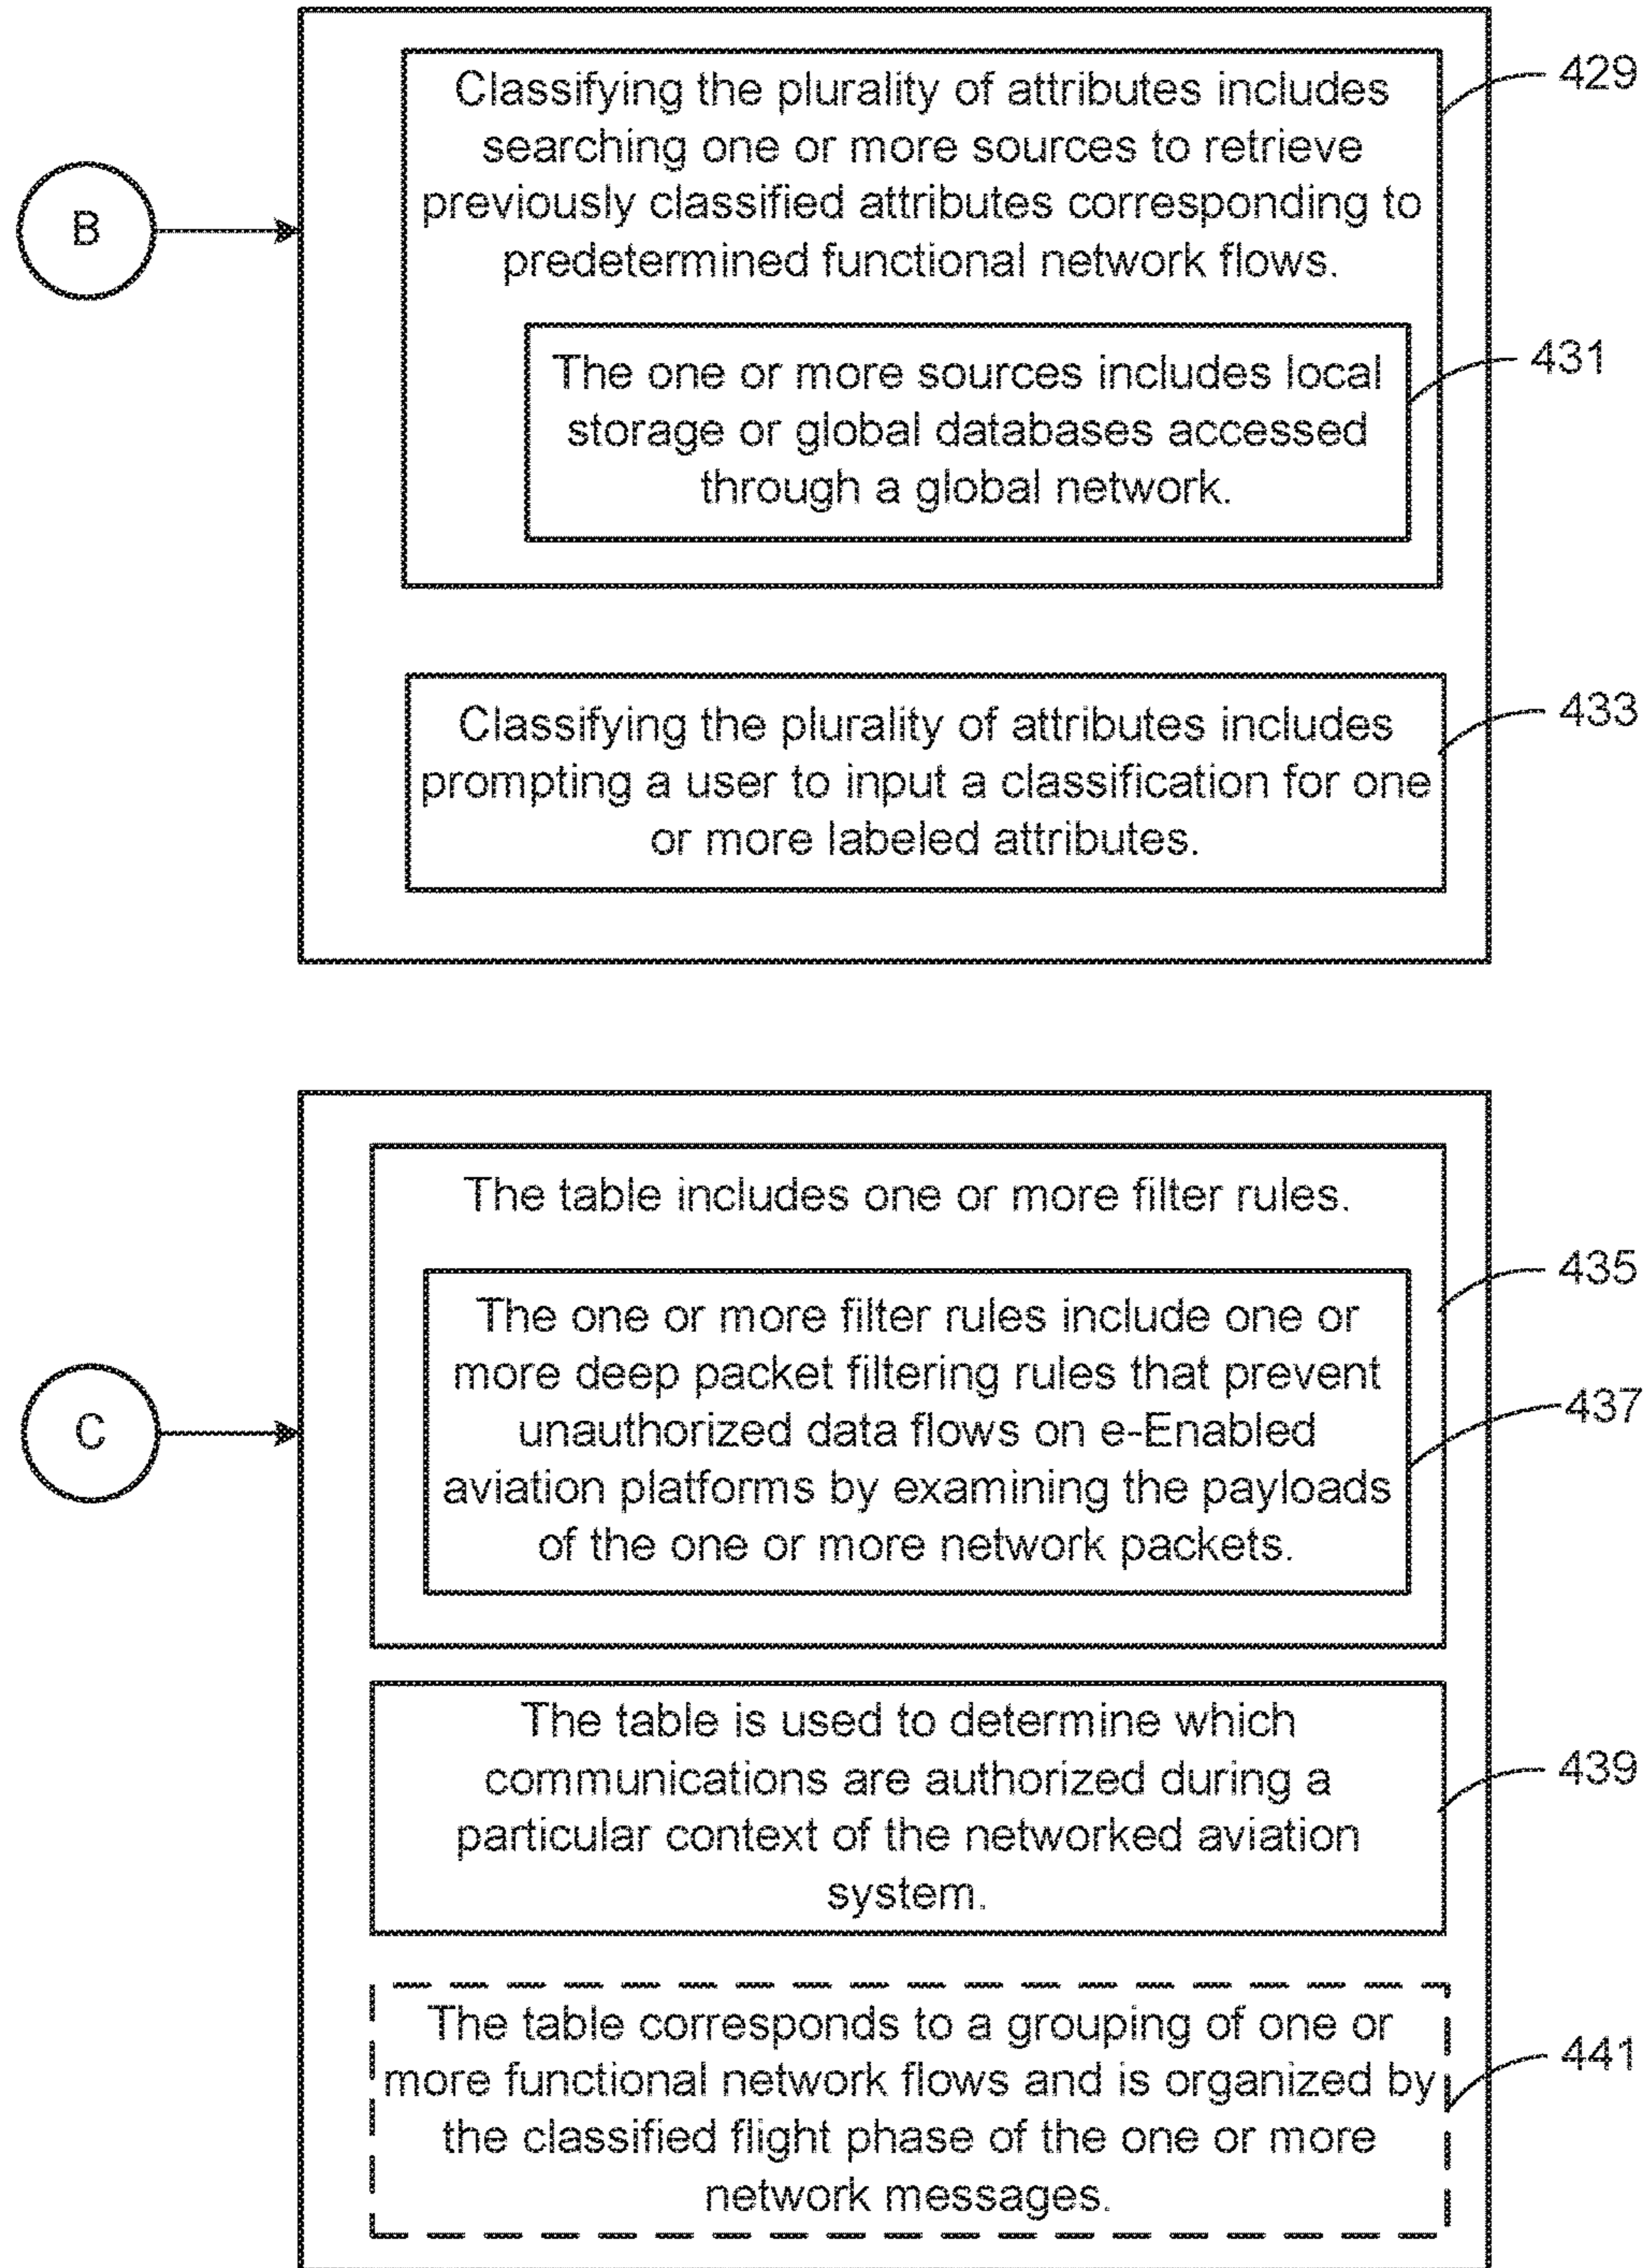 Classifying the plurality of attributes includes
searching one or more sources to retrieve
previously classified attributes corresponding to
predetermined functional network flows.
429
B
The one or more sources includes local
storage or global databases accessed
through a global network.
431
Classifying the plurality of attributes includes
prompting a user to input a classification for one
or more labeled attributes.
433
The table includes one or more filter rules.
435
The one or more filter rules include one or
more deep packet filtering rules that prevent
unauthorized data flows on e-Enabled
aviation platforms by examining the payloads
of the one or more network packets.
437
C
The table is used to determine which
communications are authorized during a
particular context of the networked aviation
system.
439
The table corresponds to a grouping of one or
more functional network flows and is organized by
the classified flight phase of the one or more
network messages.
441